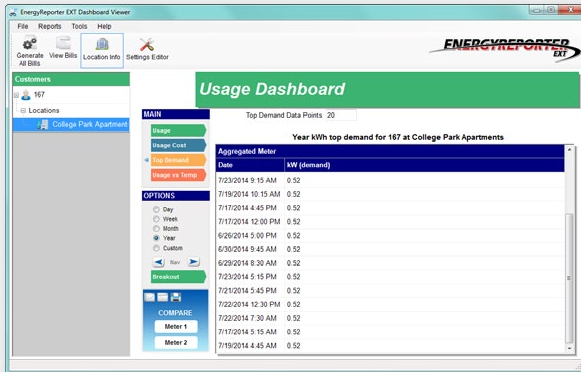 EnergyReporter EXT Dashboard Viewer
File Reports Tools Help
Generate All Bills
View Bills
Location Info
Settings Editor
ENERGYREPORTER
EXT
Customers
167
Locations
College Park Apartment
Usage Dashboard
MAIN
Usage
Usage Cost
Top Demand
Usage vs Temp
OPTIONS
Day
Week
Month
Year
Custom
Nav
Breakout
COMPARE
Meter 1
Meter 2
Top Demand Data Points 20
Year kWh top demand for 167 at College Park Apartments
Aggregated Meter
Date kW (demand)
7/23/2014 9:15 AM 0.52
7/19/2014 10:15 AM 0.52
7/17/2014 4:45 PM 0.52
7/17/2014 12:00 PM 0.52
6/26/2014 5:00 PM 0.52
6/30/2014 9:45 AM 0.52
6/29/2014 8:30 AM 0.52
7/23/2014 5:15 PM 0.52
7/21/2014 5:45 PM 0.52
7/22/2014 12:30 PM 0.52
7/22/2014 7:30 AM 0.52
7/17/2014 5:15 AM 0.52
7/19/2014 4:45 AM 0.52